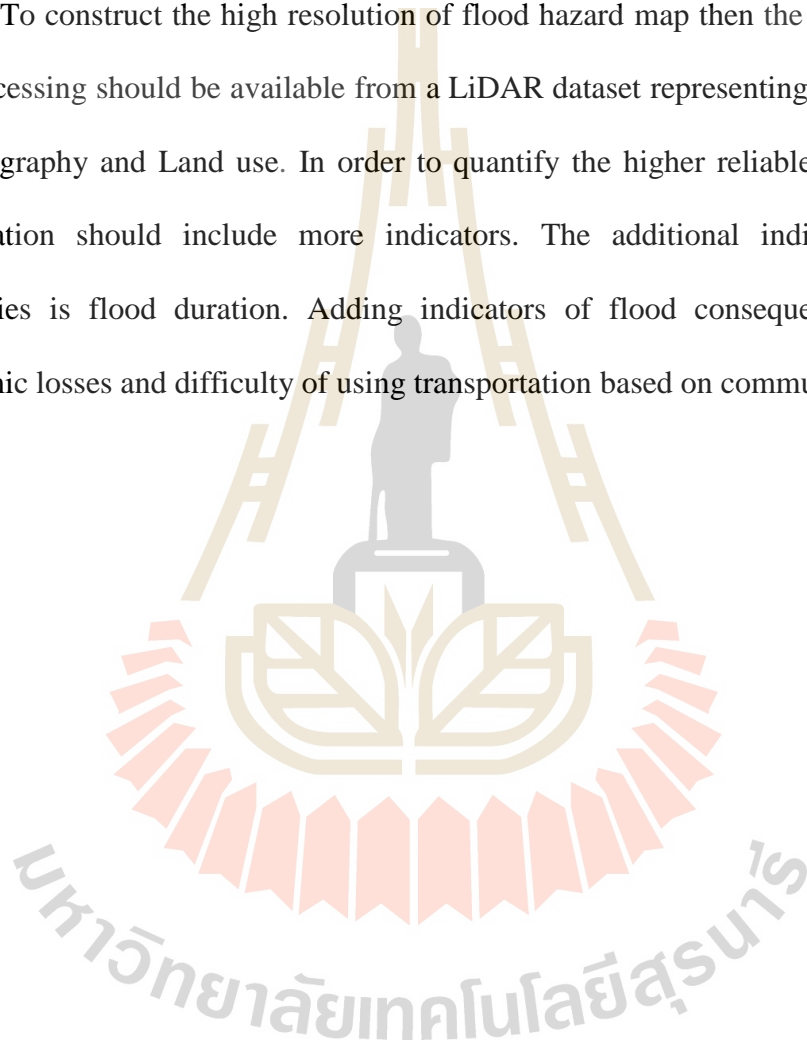 To construct the high resolution of flood hazard map then the
cessing should be available from a LiDAR dataset representing
graphy and Land use. In order to quantify the higher reliable
ation should include more indicators. The additional indi
ies is flood duration. Adding indicators of flood conseque
nic losses and difficulty of using transportation based on commu
มหาวิทยาลัยเทคโนโลยีสุรนารี